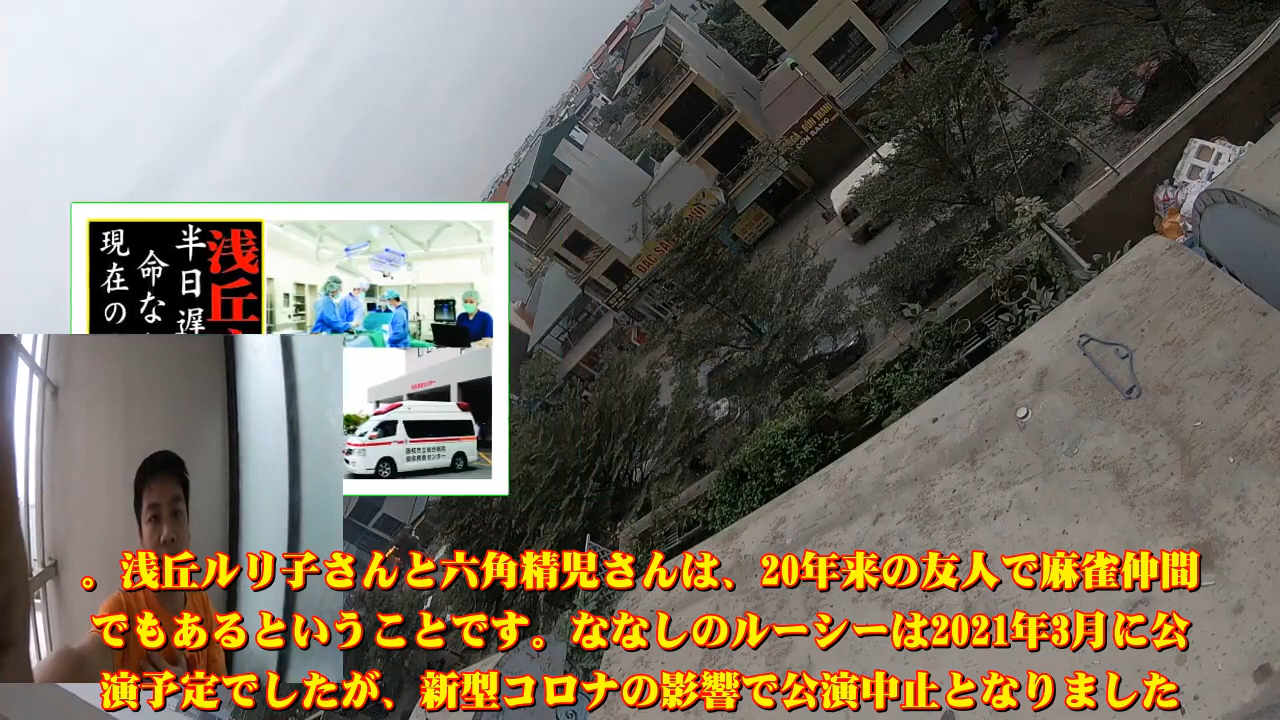 浅丘
半日遅
命な
現在の
ĐẶC SẢ
CƠM RANG
。浅丘ルリ子さんと六角精児さんは、20年来の友人で麻雀仲間
でもあるということです。ななしのルーシーは2021年3月に公
演予定でしたが、新型コロナの影響で公演中止となりました